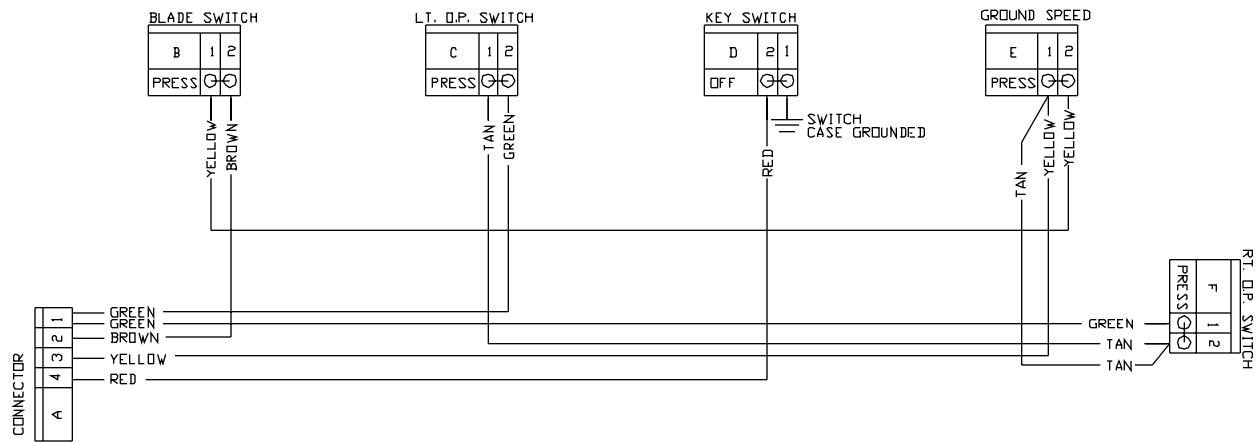 BLADE SWITCH
B 1 2
PRESS
YELLOW
BROWN
LT. O.P. SWITCH
C 1 2
PRESS
TAN
GREEN
KEY SWITCH
D 2 1
OFF
SWITCH
CASE GROUNDED
RED
GROUND SPEED
E 1 2
PRESS
TAN
YELLOW
YELLOW
RT. O.P. SWITCH
F 1 2
PRESS
GREEN
TAN
TAN
CONNECTOR
A
1 GREEN
GREEN
2 BROWN
3 YELLOW
4 RED